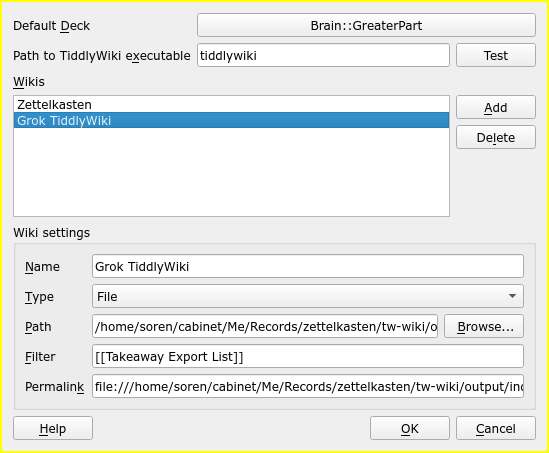 Default Deck Brain::GreaterPart
Path to TiddlyWiki executable tiddlywiki Test
Wikis
Zettelkasten Add
Grok TiddlyWiki
Delete
Wiki settings
Name Grok TiddlyWiki
Type File
Path /home/soren/cabinet/Me/Records/zettelkasten/tw-wiki/o Browse...
Filter [[Takeaway Export List]]
Permalink file:///home/soren/cabinet/Me/Records/zettelkasten/tw-wiki/output/inc
Help OK Cancel